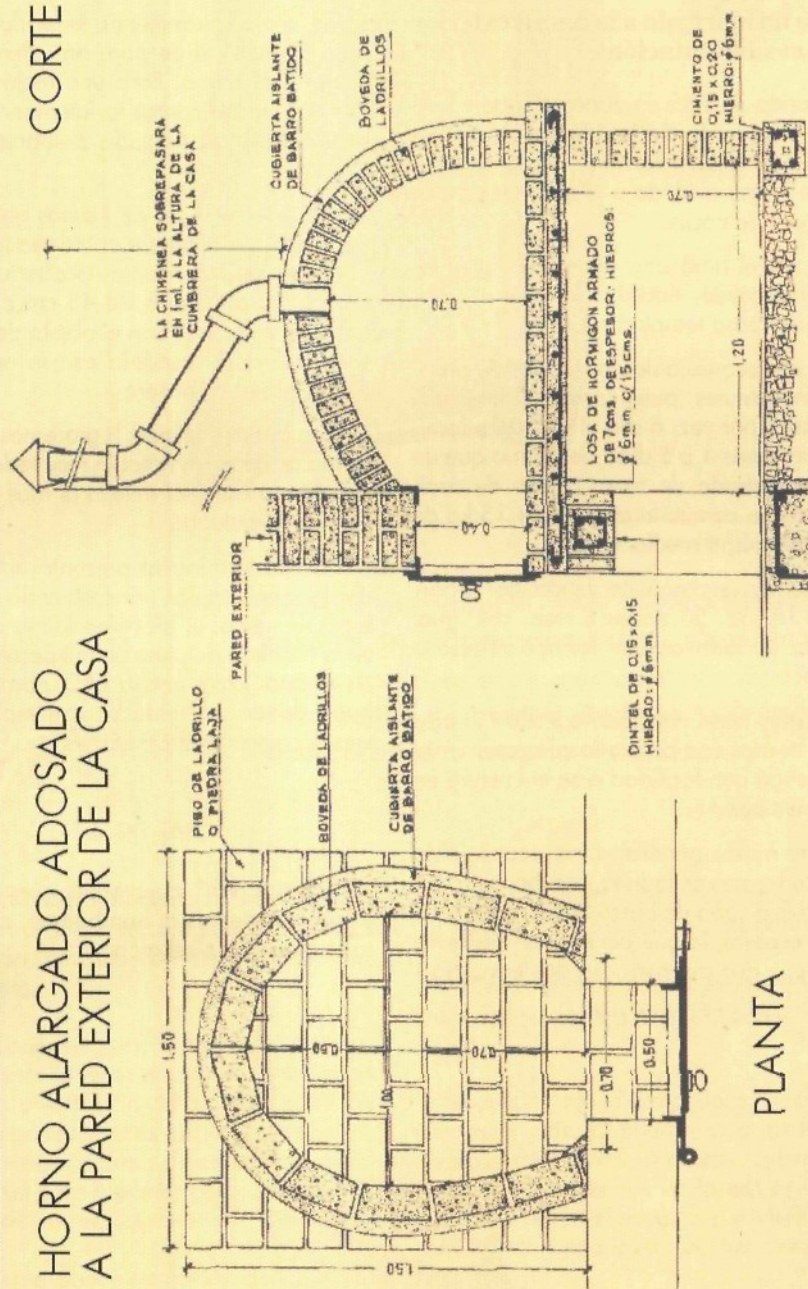 HORNO ALARGADO ADOSADO
A LA PARED EXTERIOR DE LA CASA
CORTE
LA CHIMENEA SOBREPASARA
EN 1ml. A LA ALTURA DE LA
CUMBRERA DE LA CASA
CUBIERTA AISLANTE
DE BARRO BATIDO
BOVEDA DE
LADRILLOS
PARED EXTERIOR
0.70
0.40
LOSA DE HORMIGON ARMADO
DE 7cms. DE ESPESOR. HIERROS:
ø 6mm. c/15cms.
0.70
1,20
CIMIENTO DE
0,15 x 0,20
HIERRO: ø6mm
DINTEL DE 0,15 x 0,15
HIERRO: ø6mm
PISO DE LADRILLO
O PIEDRA LAJA
BOVEDA DE LADRILLOS
CUBIERTA AISLANTE
DE BARRO BATIDO
1.50
1.50
0.70
1.00
0.70
0.50
PLANTA